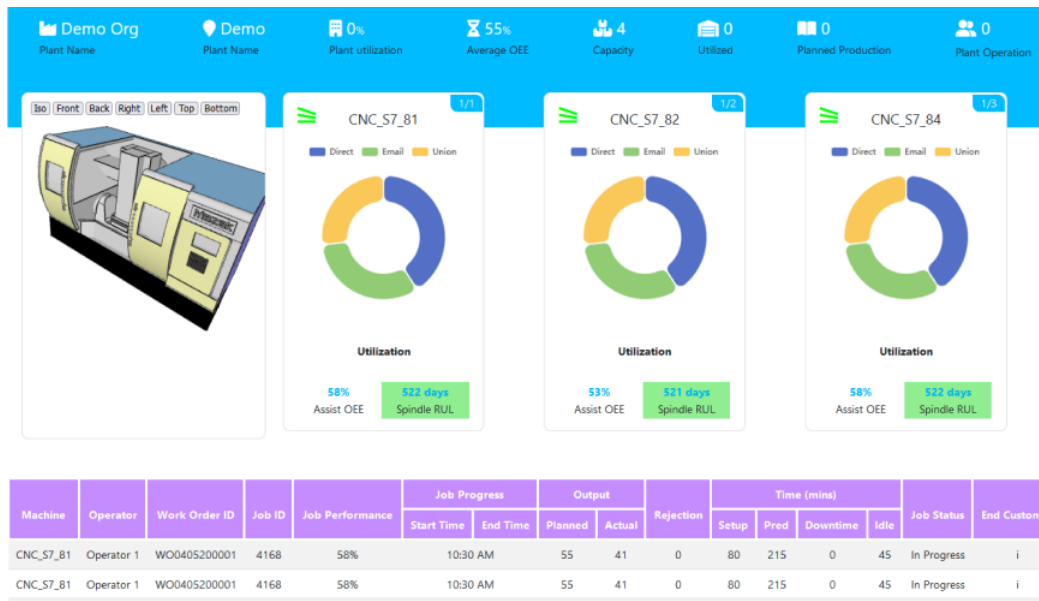 Demo Org
Demo
0%
55%
4
0
0
0
Plant Name
Plant Name
Plant utilization
Average OEE
Capacity
Utilized
Planned Production
Plant Operation
Iso Front Back Right Left Top Bottom
Mazak
1/1
CNC_S7_81
Direct Email Union
Utilization
58%
522 days
Assist OEE
Spindle RUL
1/2
CNC_S7_82
Direct Email Union
Utilization
53%
521 days
Assist OEE
Spindle RUL
1/3
CNC_S7_84
Direct Email Union
Utilization
58%
522 days
Assist OEE
Spindle RUL
Job Progress Output Time (mins)
Machine Operator Work Order ID Job ID Job Performance Rejection Job Status End Custom
Start Time End Time Planned Actual Setup Pred Downtime Idle
CNC_S7_81 Operator 1 WO0405200001 4168 58% 10:30 AM 55 41 0 80 215 0 45 In Progress i
CNC_S7_81 Operator 1 WO0405200001 4168 58% 10:30 AM 55 41 0 80 215 0 45 In Progress i